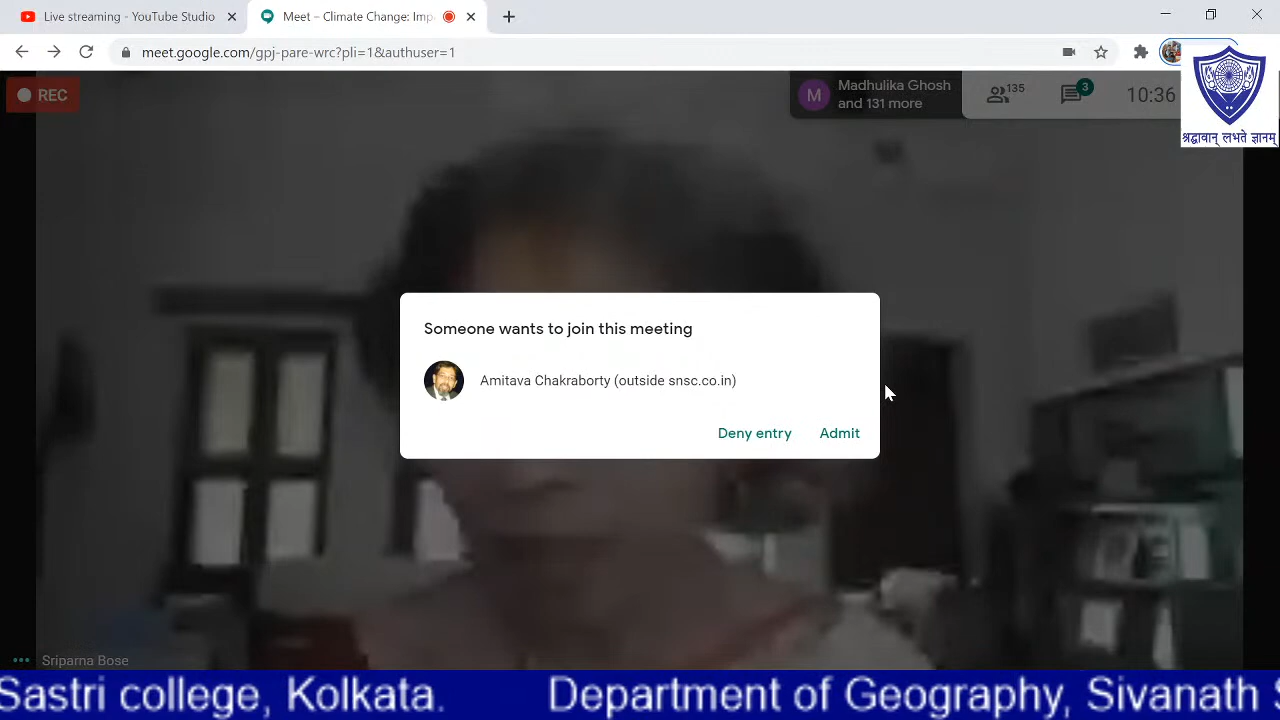 Live streaming - YouTube Studio
Meet – Climate Change: Imp
meet.google.com/gpj-pare-wrc?pli=1&authuser=1
REC
M
Madhulika Ghosh
and 131 more
135
3
10:36
श्रद्धावान् लभते ज्ञानम्
Someone wants to join this meeting
Amitava Chakraborty (outside snsc.co.in)
Deny entry
Admit
Sriparna Bose
Sastri college, Kolkata. Department of Geography, Sivanath S